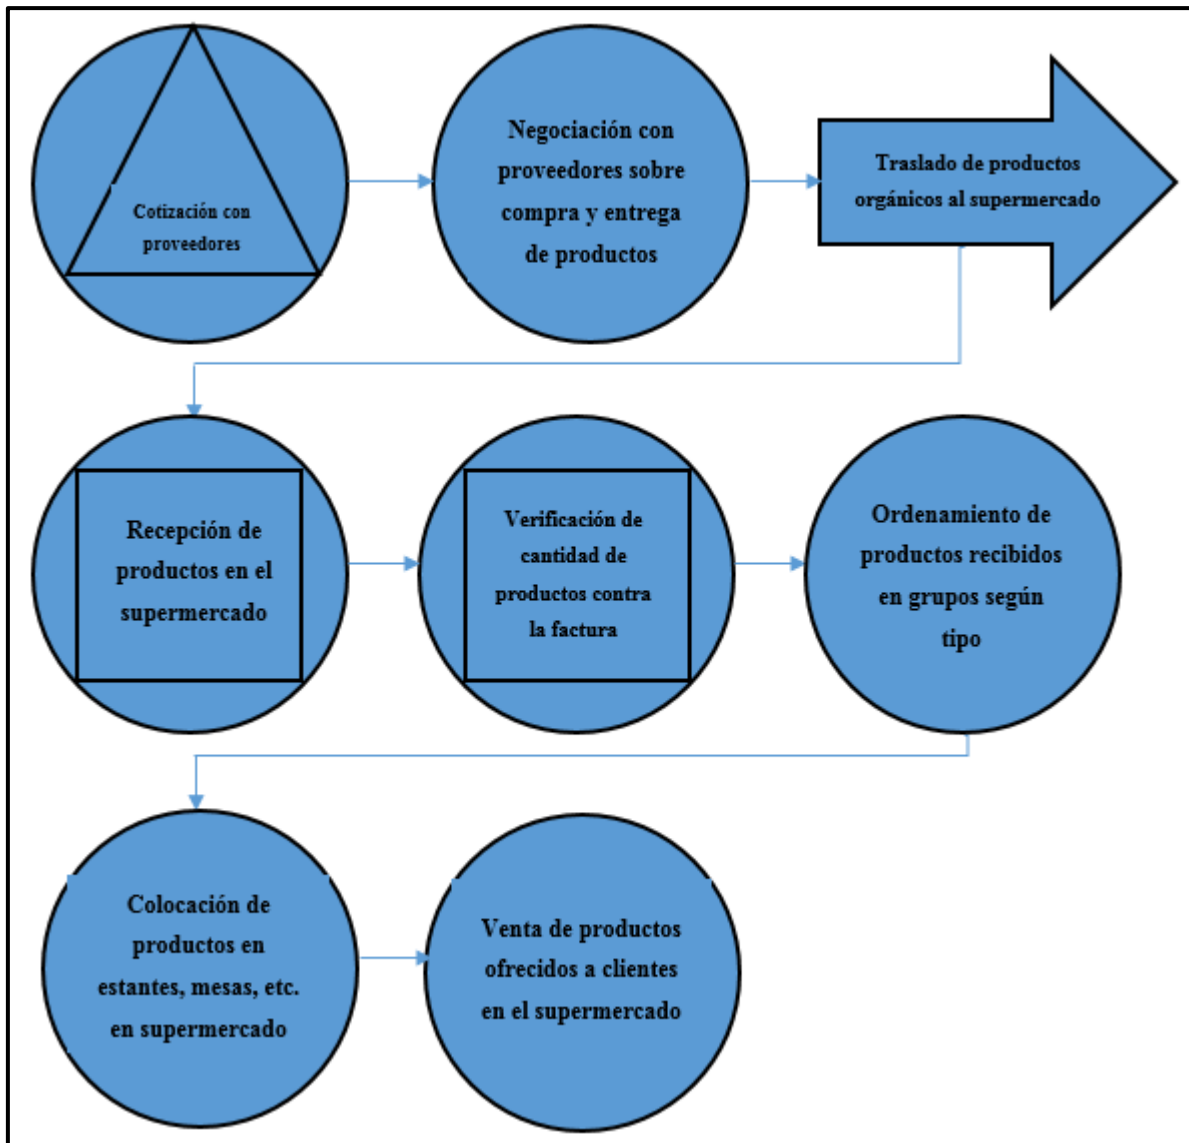 Cotización con
proveedores
Negociación con
proveedores sobre
compra y entrega
de productos
Traslado de productos
orgánicos al supermercado
Recepción de
productos en el
supermercado
Verificación de
cantidad de
productos contra
la factura
Ordenamiento de
productos recibidos
en grupos según
tipo
Colocación de
productos en
estantes, mesas, etc.
en supermercado
Venta de productos
ofrecidos a clientes
en el supermercado